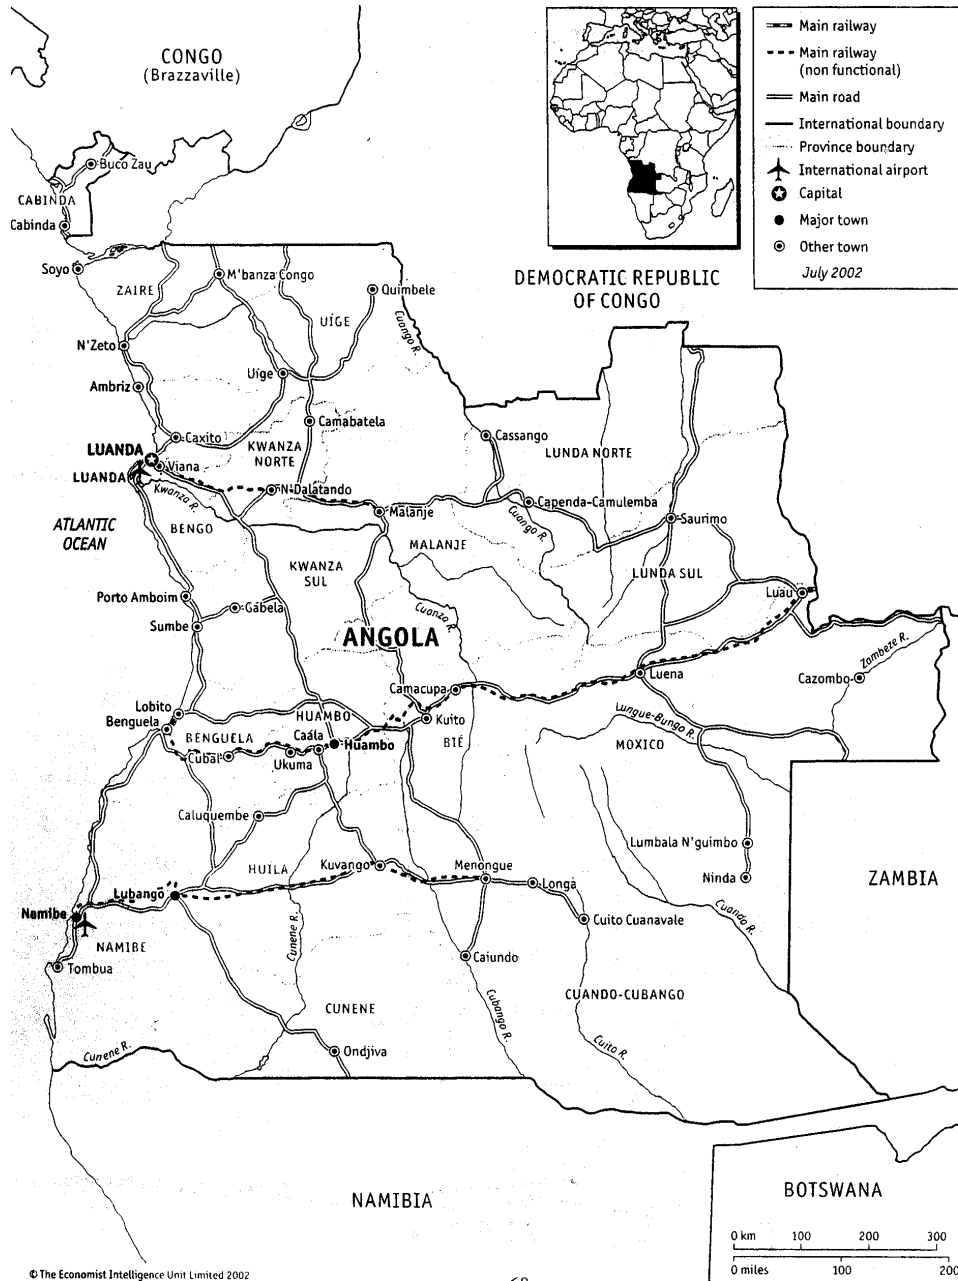 CONGO
(Brazzaville)
Main railway
Main railway
(non functional)
Main road
International boundary
Province boundary
International airport
Capital
Major town
Other town
July 2002
Buco Zau
CABINDA
Cabinda
Soyo
M'banza Congo
ZAIRE
Quimbele
DEMOCRATIC REPUBLIC
OF CONGO
UÍGE
Cuango R.
N'Zeto
Uíge
Ambriz
Camabatela
Caxito
Cassango
KWANZA
NORTE
LUNDA NORTE
LUANDA
Viana
LUANDA
Kwanza R.
N'Dalatando
Malanje
Capenda-Camulemba
Cuango R.
Saurimo
ATLANTIC
OCEAN
BENGO
MALANJE
KWANZA
SUL
LUNDA SUL
Luau
Porto Amboim
Gabela
Cuanza R.
Sumbe
ANGOLA
Zambeze R.
Luena
Cazombo
Camacupa
Lobito
HUAMBO
Kuito
Lungue-Bungo R.
Benguela
BENGUELA
Caála
Huambo
BIÉ
MOXICO
Cubal
Ukuma
Caluquembe
Lumbala N'guimbo
HUÍLA
Kuvango
Menongue
Ninda
ZAMBIA
Lubango
Longa
Namibe
Cunene R.
Cuito Cuanavale
Cuando R.
NAMIBE
Caiundo
Tombua
CUANDO-CUBANGO
CUNENE
Cubango R.
Cunene R.
Ondjiva
Cuito R.
NAMIBIA
BOTSWANA
0 km 100 200 300
0 miles 100 200
© The Economist Intelligence Unit Limited 2002